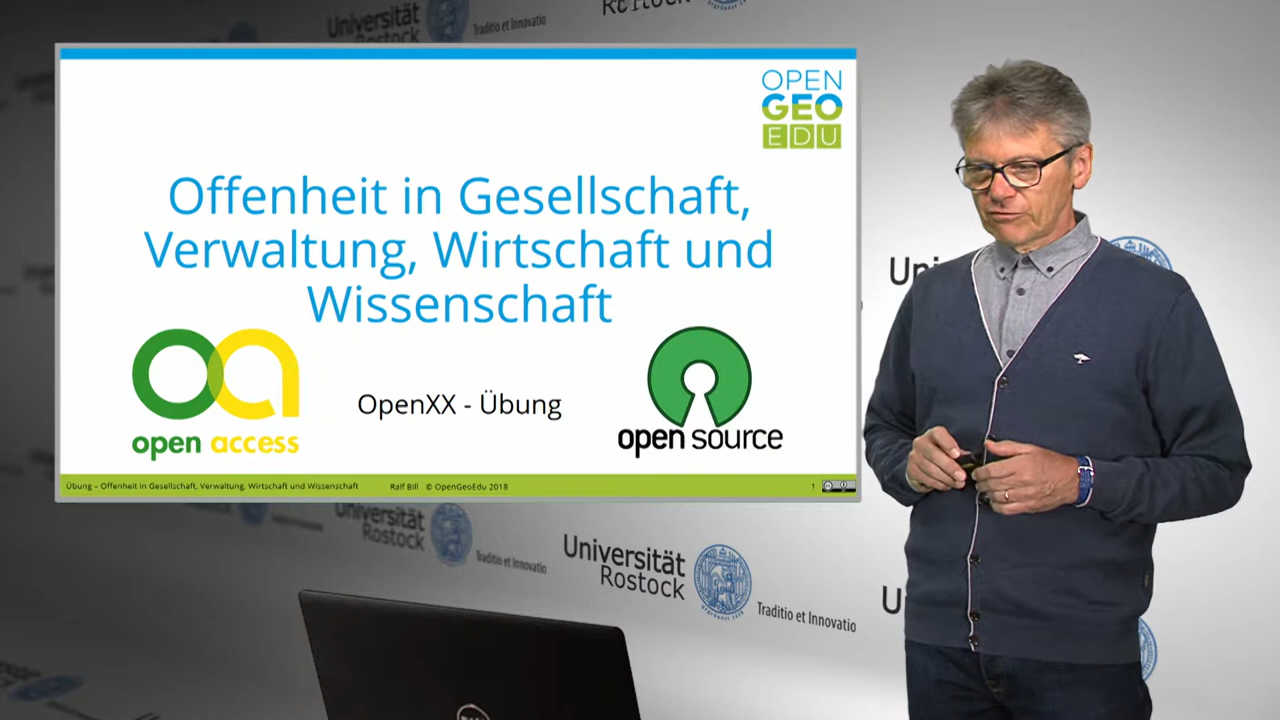 Universität
Rostock
Traditio et Innovatio
OPEN
GEO
EDU
Offenheit in Gesellschaft,
Verwaltung, Wirtschaft und
Wissenschaft
open access
OpenXX - Übung
open source
Übung – Offenheit in Gesellschaft, Verwaltung, Wirtschaft und Wissenschaft Ralf Bill © OpenGeoEdu 2018 1
Universität
Rostock
Traditio et Innovatio
Universität
Rostock
Traditio et Innovatio